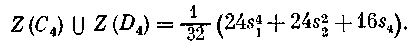 Z(C₄) ∪ Z(D₄) = 1/32 (24s₁⁴ + 24s₂² + 16s₄).